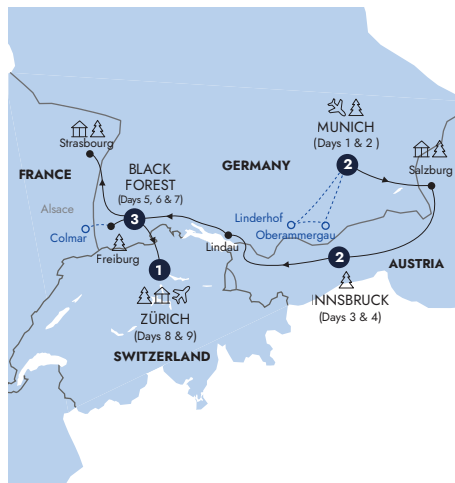 MUNICH
(Days 1 & 2 )
2
Strasbourg
Salzburg
FRANCE
BLACK
FOREST
(Days 5, 6 & 7)
GERMANY
Alsace
Linderhof
Oberammergau
3
Colmar
Freiburg
Lindau
2
AUSTRIA
1
INNSBRUCK
(Days 3 & 4)
ZÜRICH
(Days 8 & 9)
SWITZERLAND